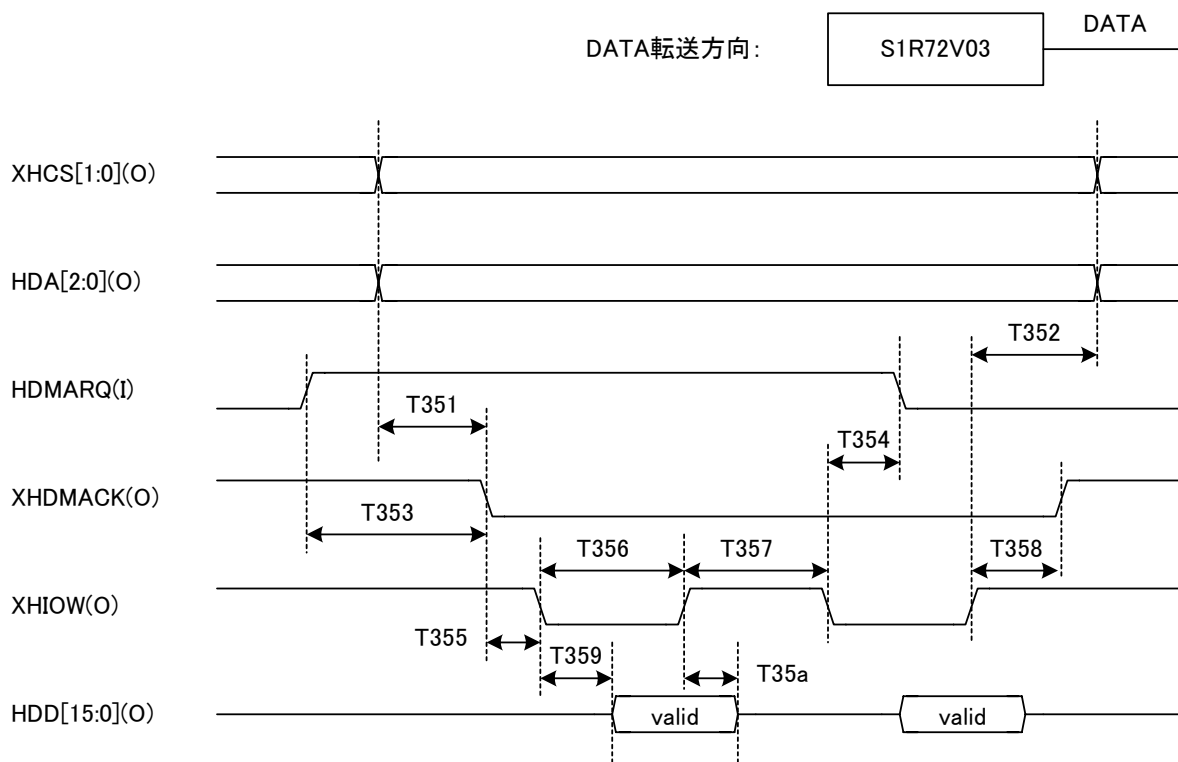 DATA転送方向:
S1R72V03
DATA
XHCS[1:0](O)
HDA[2:0](O)
T352
HDMARQ(I)
T351
T354
XHDMACK(O)
T353
T356
T357
T358
XHIOW(O)
T355
T359
T35a
HDD[15:0](O)
valid
valid